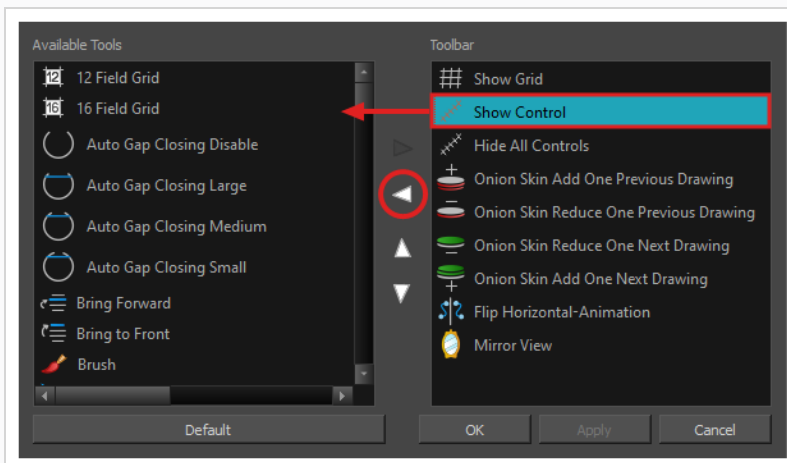 Available Tools
12 12 Field Grid
16 16 Field Grid
Auto Gap Closing Disable
Auto Gap Closing Large
Auto Gap Closing Medium
Auto Gap Closing Small
Bring Forward
Bring to Front
Brush
Default
Toolbar
Show Grid
Show Control
Hide All Controls
Onion Skin Add One Previous Drawing
Onion Skin Reduce One Previous Drawing
Onion Skin Reduce One Next Drawing
Onion Skin Add One Next Drawing
Flip Horizontal-Animation
Mirror View
OK
Apply
Cancel